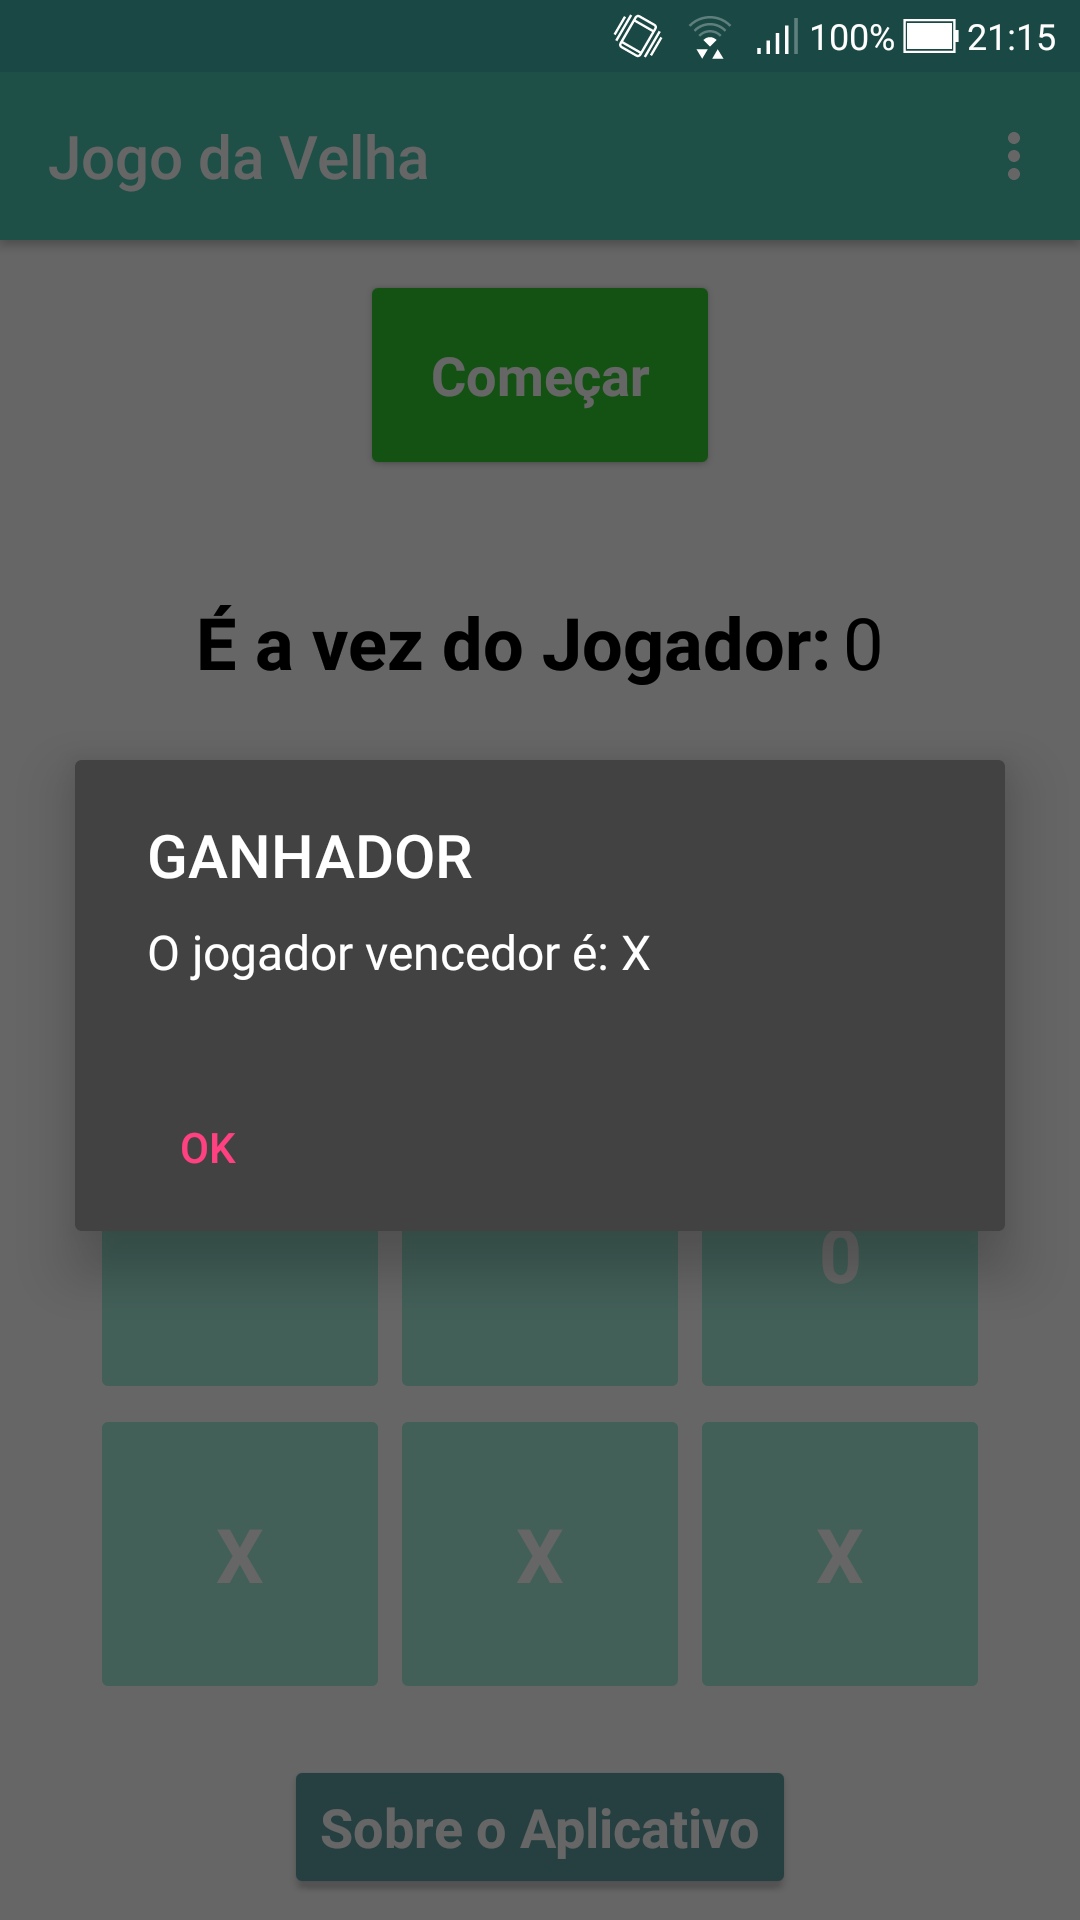 100% 21:15
Jogo da Velha
Começar
É a vez do Jogador: 0
GANHADOR
O jogador vencedor é: X
OK
0
X X X
Sobre o Aplicativo